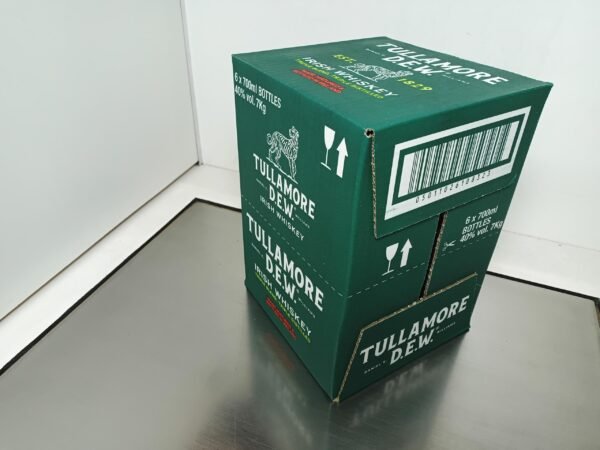 TULLAMORE
D.E.W.
EST. 1829
IRISH WHISKEY
6 x 700ml BOTTLES
40% vol. 7Kg
TULLAMORE
D.E.W.
IRISH WHISKEY
TULLAMORE
D.E.W.
IRISH WHISKEY
6 x 700ml
BOTTLES
40% vol. 7Kg
TULLAMORE
D.E.W.